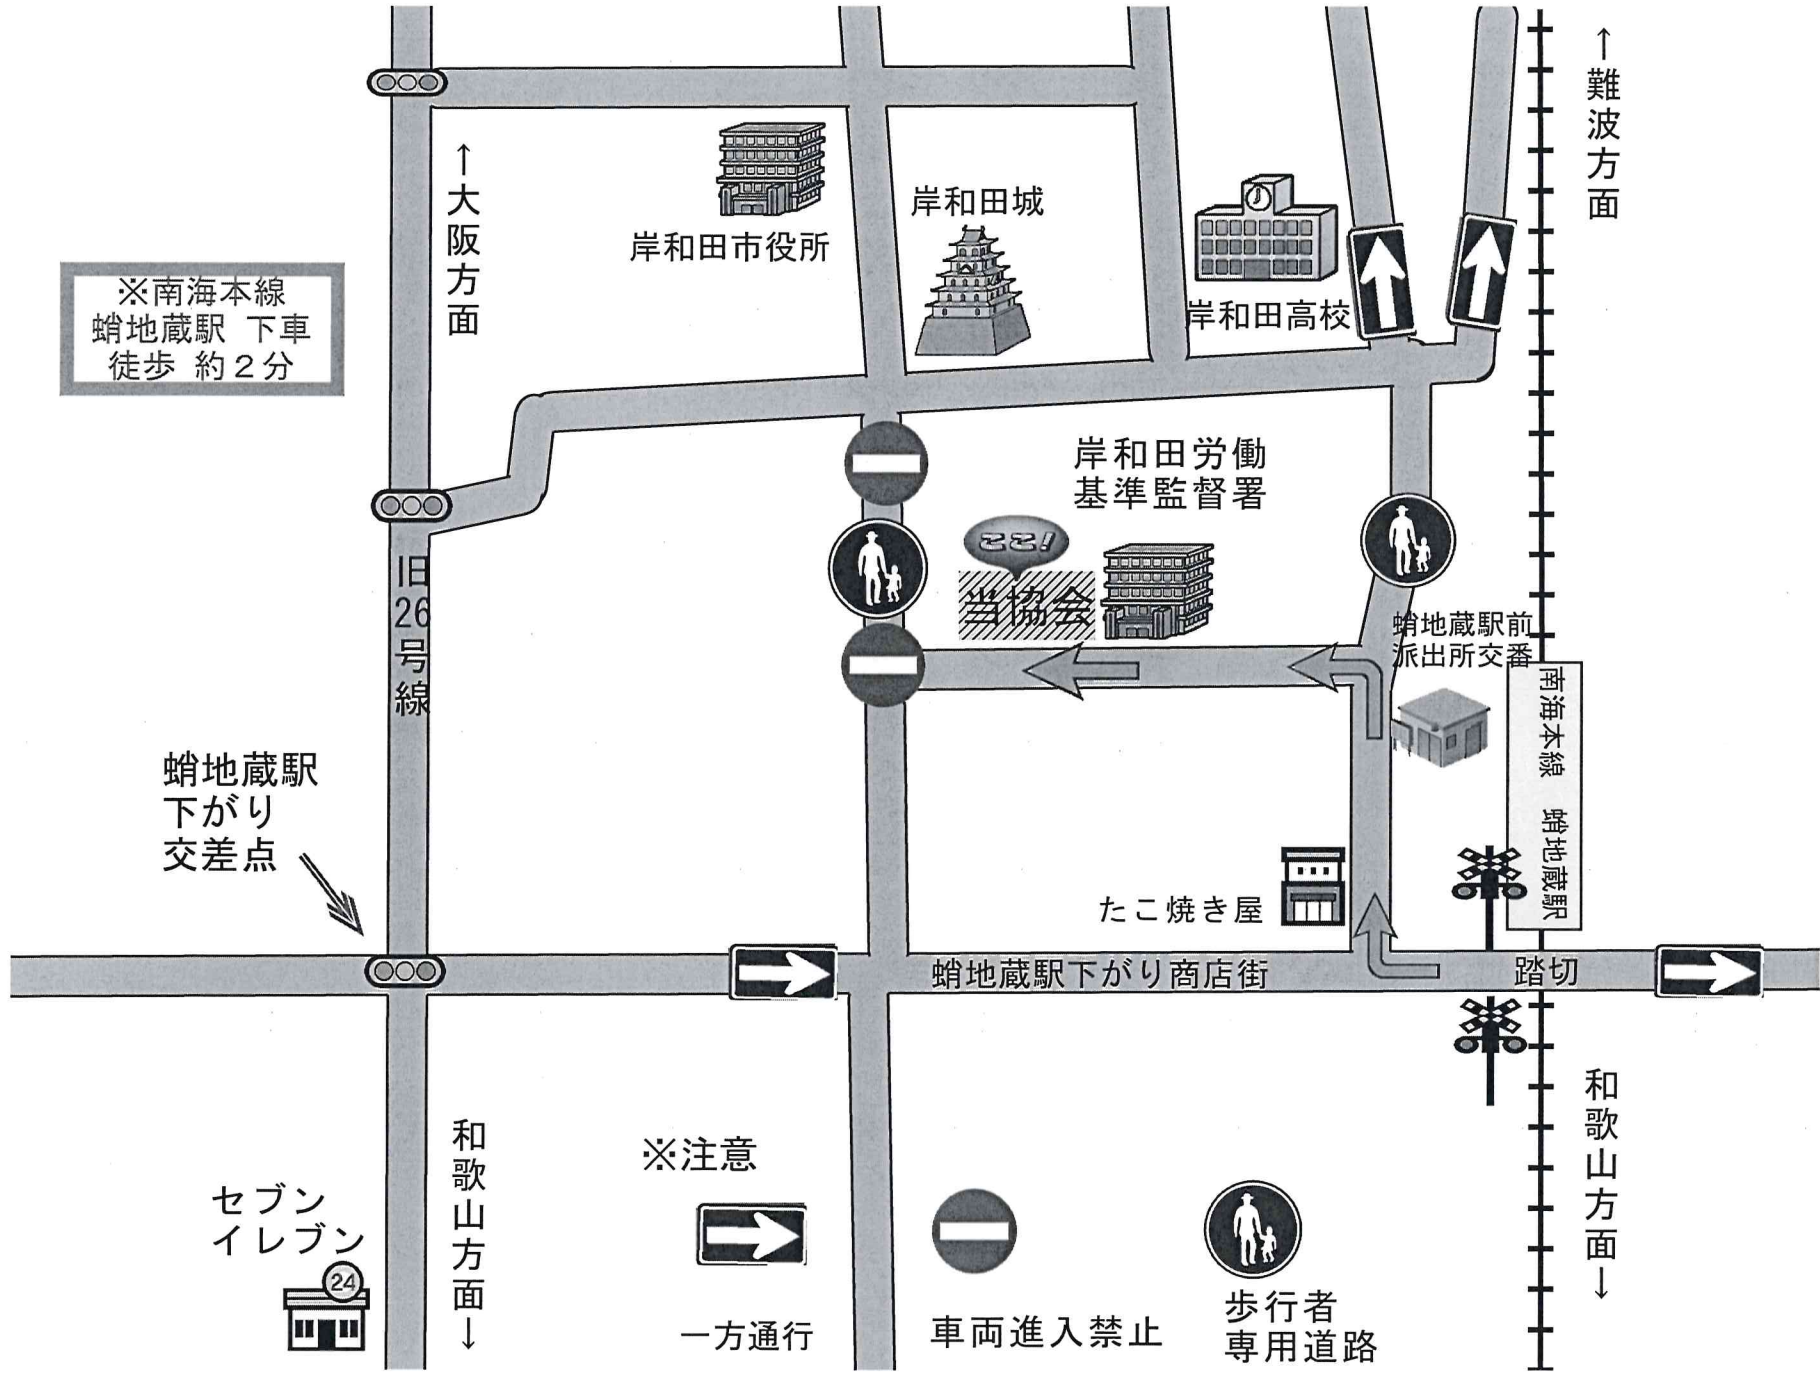 ↑難波方面
↑大阪方面
岸和田市役所
岸和田城
岸和田高校
※南海本線
蛸地蔵駅 下車
徒歩 約2分
岸和田労働
基準監督署
ここ!
当協会
旧26号線
蛸地蔵駅前
派出所交番
南海本線 蛸地蔵駅
蛸地蔵駅
下がり
交差点
たこ焼き屋
蛸地蔵駅下がり商店街
踏切
和歌山方面↓
和歌山方面↓
セブン
イレブン
24
※注意
一方通行
車両進入禁止
歩行者
専用道路